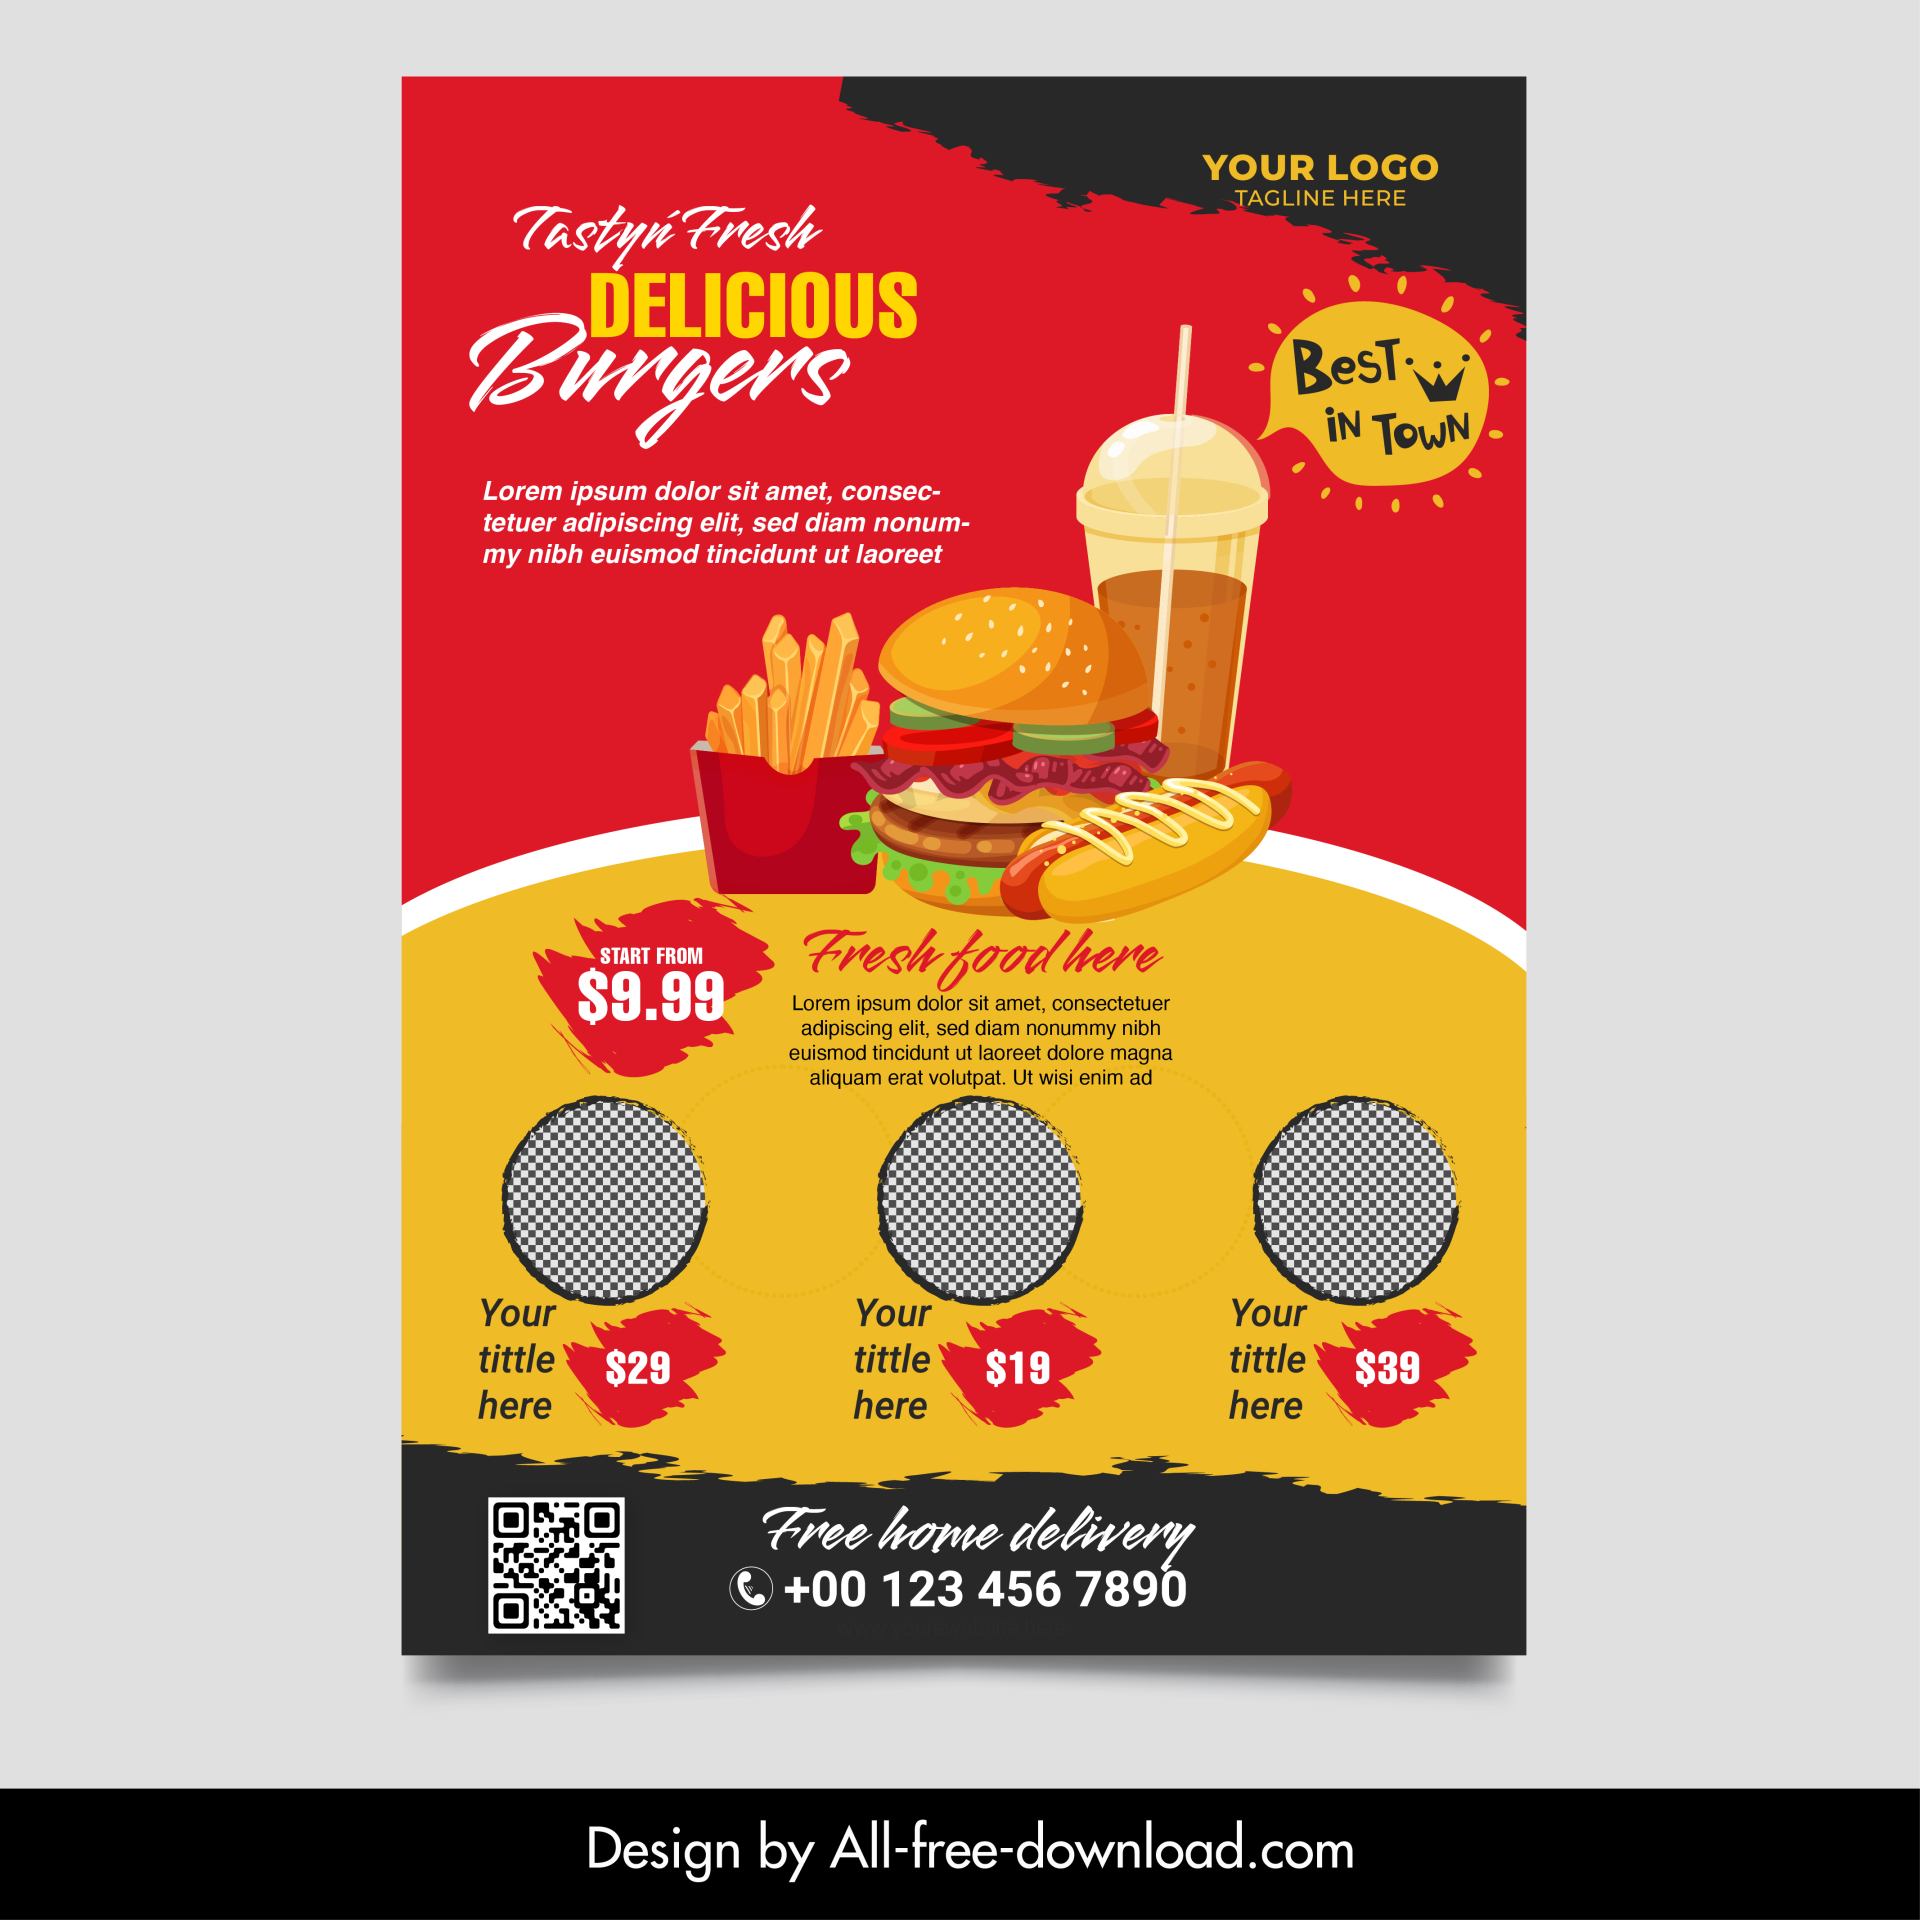 YOUR LOGO
TAGLINE HERE
Tastyn' Fresh
DELICIOUS
Burgers
BEST
IN TOWN
Lorem ipsum dolor sit amet, consec-
tetuer adipiscing elit, sed diam nonum-
my nibh euismod tincidunt ut laoreet
START FROM
$9.99
Fresh food here
Lorem ipsum dolor sit amet, consectetuer
adipiscing elit, sed diam nonummy nibh
euismod tincidunt ut laoreet dolore magna
aliquam erat volutpat. Ut wisi enim ad
Your
tittle
here
$29
Your
tittle
here
$19
Your
tittle
here
$39
Free home delivery
+00 123 456 7890
Design by All-free-download.com